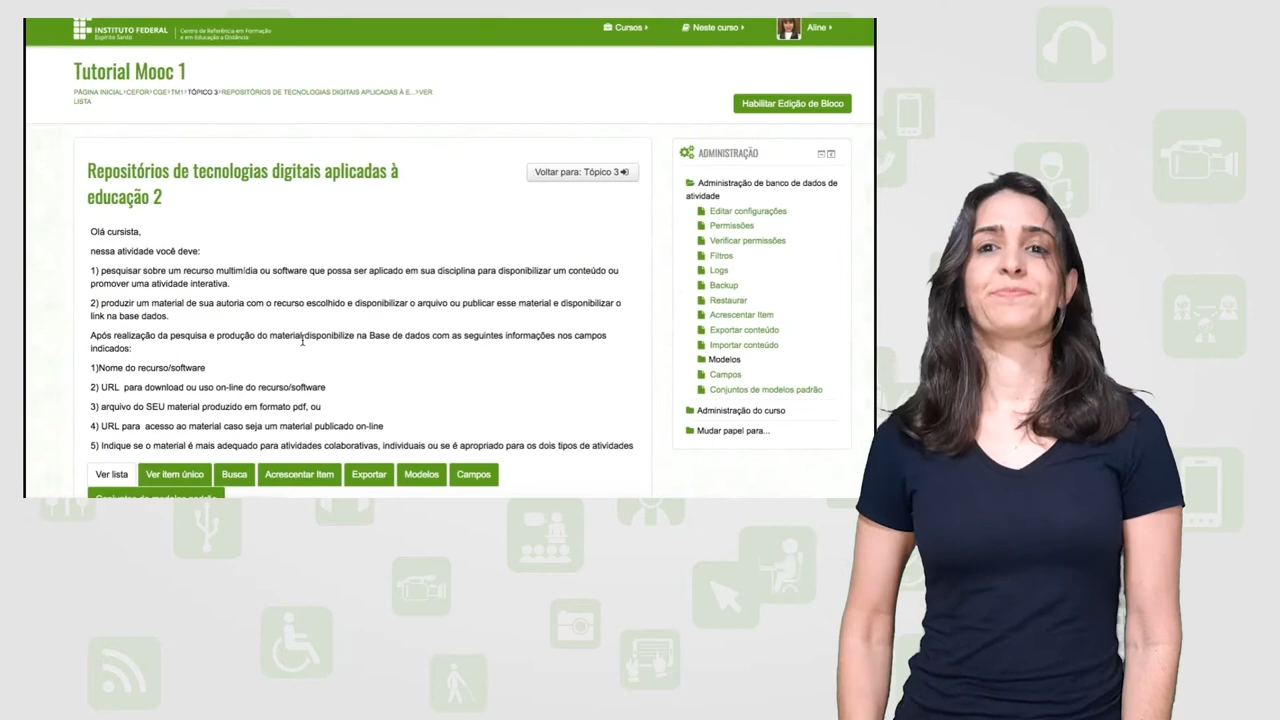 INSTITUTO FEDERAL
Espírito Santo
Centro de Referência em Formação
e em Educação a Distância
Cursos
Neste curso
Aline
Tutorial Mooc 1
PÁGINA INICIAL›CEFOR›CGE›TM1›TÓPICO 3›REPOSITÓRIOS DE TECNOLOGIAS DIGITAIS APLICADAS À E...›VER
LISTA
Habilitar Edição de Bloco
Repositórios de tecnologias digitais aplicadas à
educação 2
Voltar para: Tópico 3
Olá cursista,
nessa atividade você deve:
1) pesquisar sobre um recurso multimídia ou software que possa ser aplicado em sua disciplina para disponibilizar um conteúdo ou
promover uma atividade interativa.
2) produzir um material de sua autoria com o recurso escolhido e disponibilizar o arquivo ou publicar esse material e disponibilizar o
link na base dados.
Após realização da pesquisa e produção do material disponibilize na Base de dados com as seguintes informações nos campos
indicados:
1)Nome do recurso/software
2) URL para download ou uso on-line do recurso/software
3) arquivo do SEU material produzido em formato pdf, ou
4) URL para acesso ao material caso seja um material publicado on-line
5) Indique se o material é mais adequado para atividades colaborativas, individuais ou se é apropriado para os dois tipos de atividades
Ver lista
Ver item único
Busca
Acrescentar Item
Exportar
Modelos
Campos
Conjuntos de modelos padrão
ADMINISTRAÇÃO
Administração de banco de dados de
atividade
Editar configurações
Permissões
Verificar permissões
Filtros
Logs
Backup
Restaurar
Acrescentar Item
Exportar conteúdo
Importar conteúdo
Modelos
Campos
Conjuntos de modelos padrão
Administração do curso
Mudar papel para...